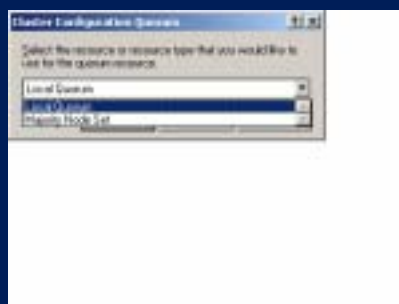 Cluster Configuration Quorum
Select the resource or resource type that you would like to
use for the quorum resource.
Local Quorum
Local Quorum
Majority Node Set